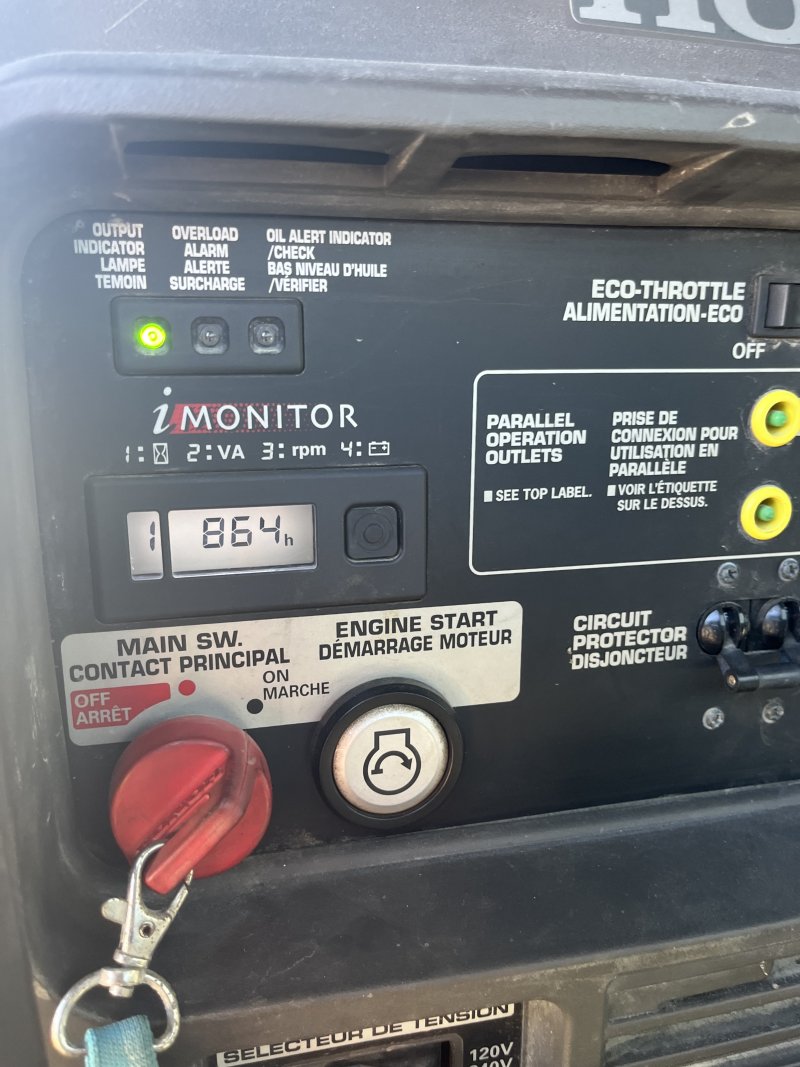 OUTPUT
INDICATOR
LAMPE
TEMOIN
OVERLOAD
ALARM
ALERTE
SURCHARGE
OIL ALERT INDICATOR
/CHECK
BAS NIVEAU D'HUILE
/VÉRIFIER
ECO-THROTTLE
ALIMENTATION-ECO
OFF
iMONITOR
1: 2:VA 3:rpm 4:
1 864h
PARALLEL
OPERATION
OUTLETS
SEE TOP LABEL.
PRISE DE
CONNEXION POUR
UTILISATION EN
PARALLÈLE
VOIR L'ÉTIQUETTE
SUR LE DESSUS.
MAIN SW.
CONTACT PRINCIPAL
OFF
ARRÊT
ON
MARCHE
ENGINE START
DÉMARRAGE MOTEUR
CIRCUIT
PROTECTOR
DISJONCTEUR
SELECTEUR DE TENSION
120V